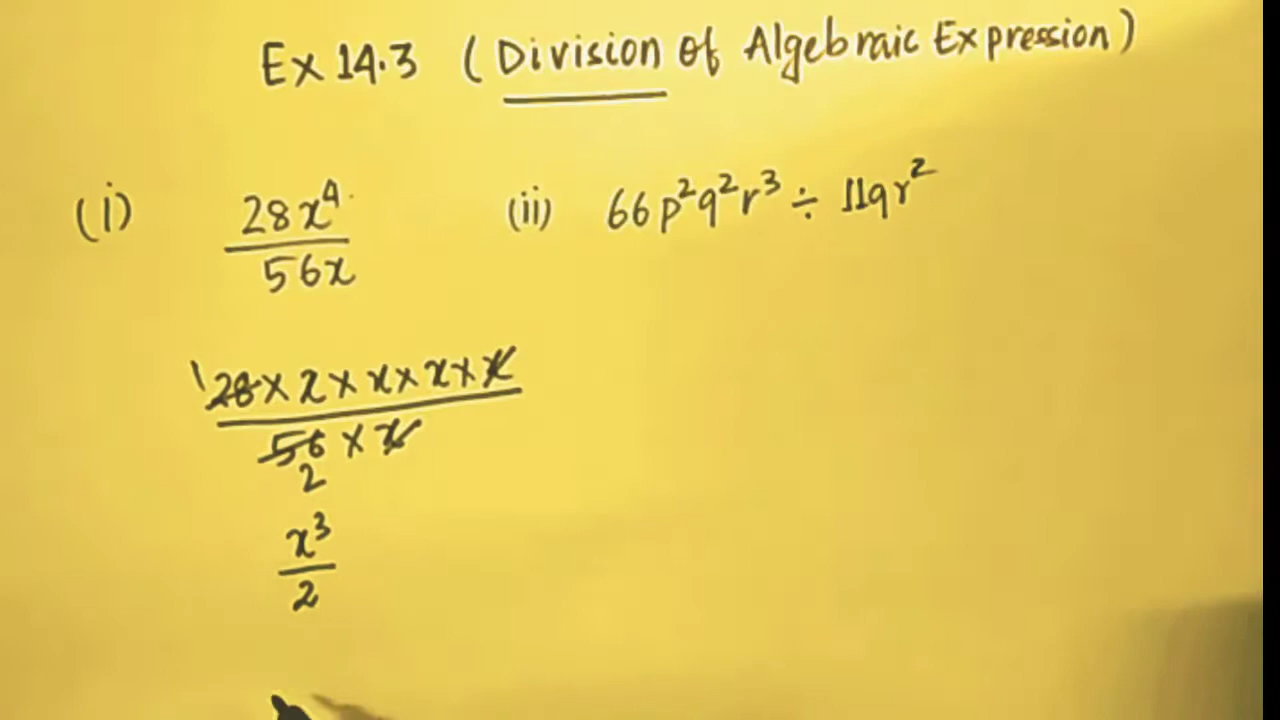 Ex 14.3 (Division of Algebraic Expression)
(i) 28x⁴ / 56x (ii) 66p²q²r³ ÷ 11qr²
1 28 × x × x × x × x
56 × x
2
x³
2